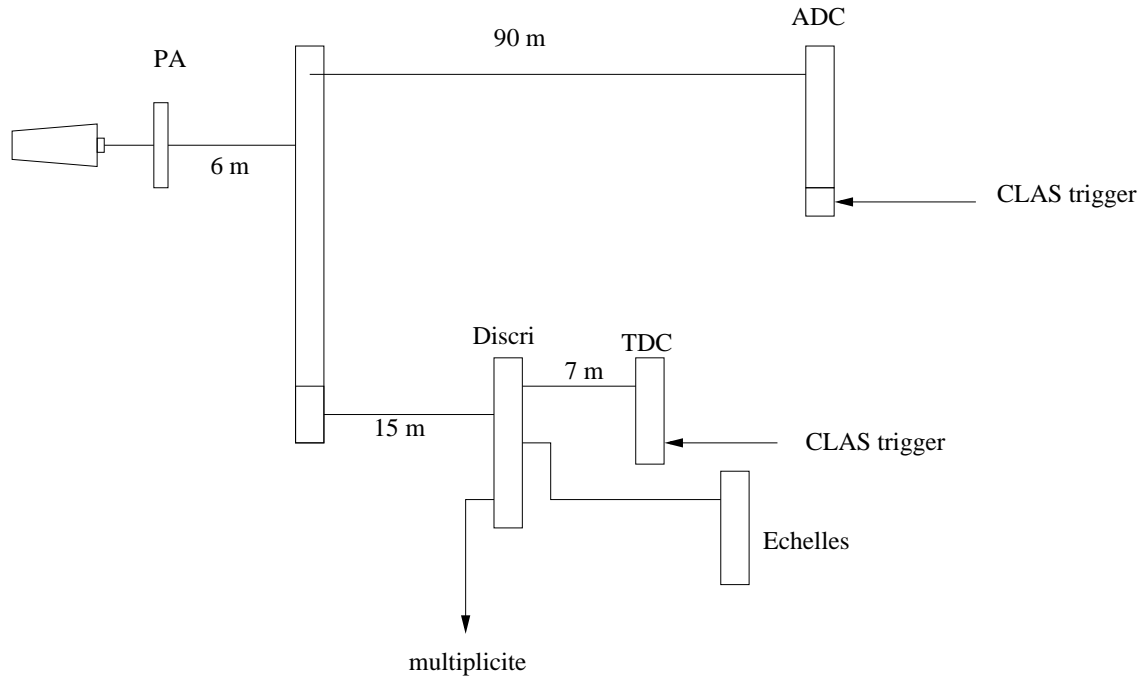 ADC
90 m
PA
6 m
CLAS trigger
Discri
TDC
7 m
15 m
CLAS trigger
Echelles
multiplicite